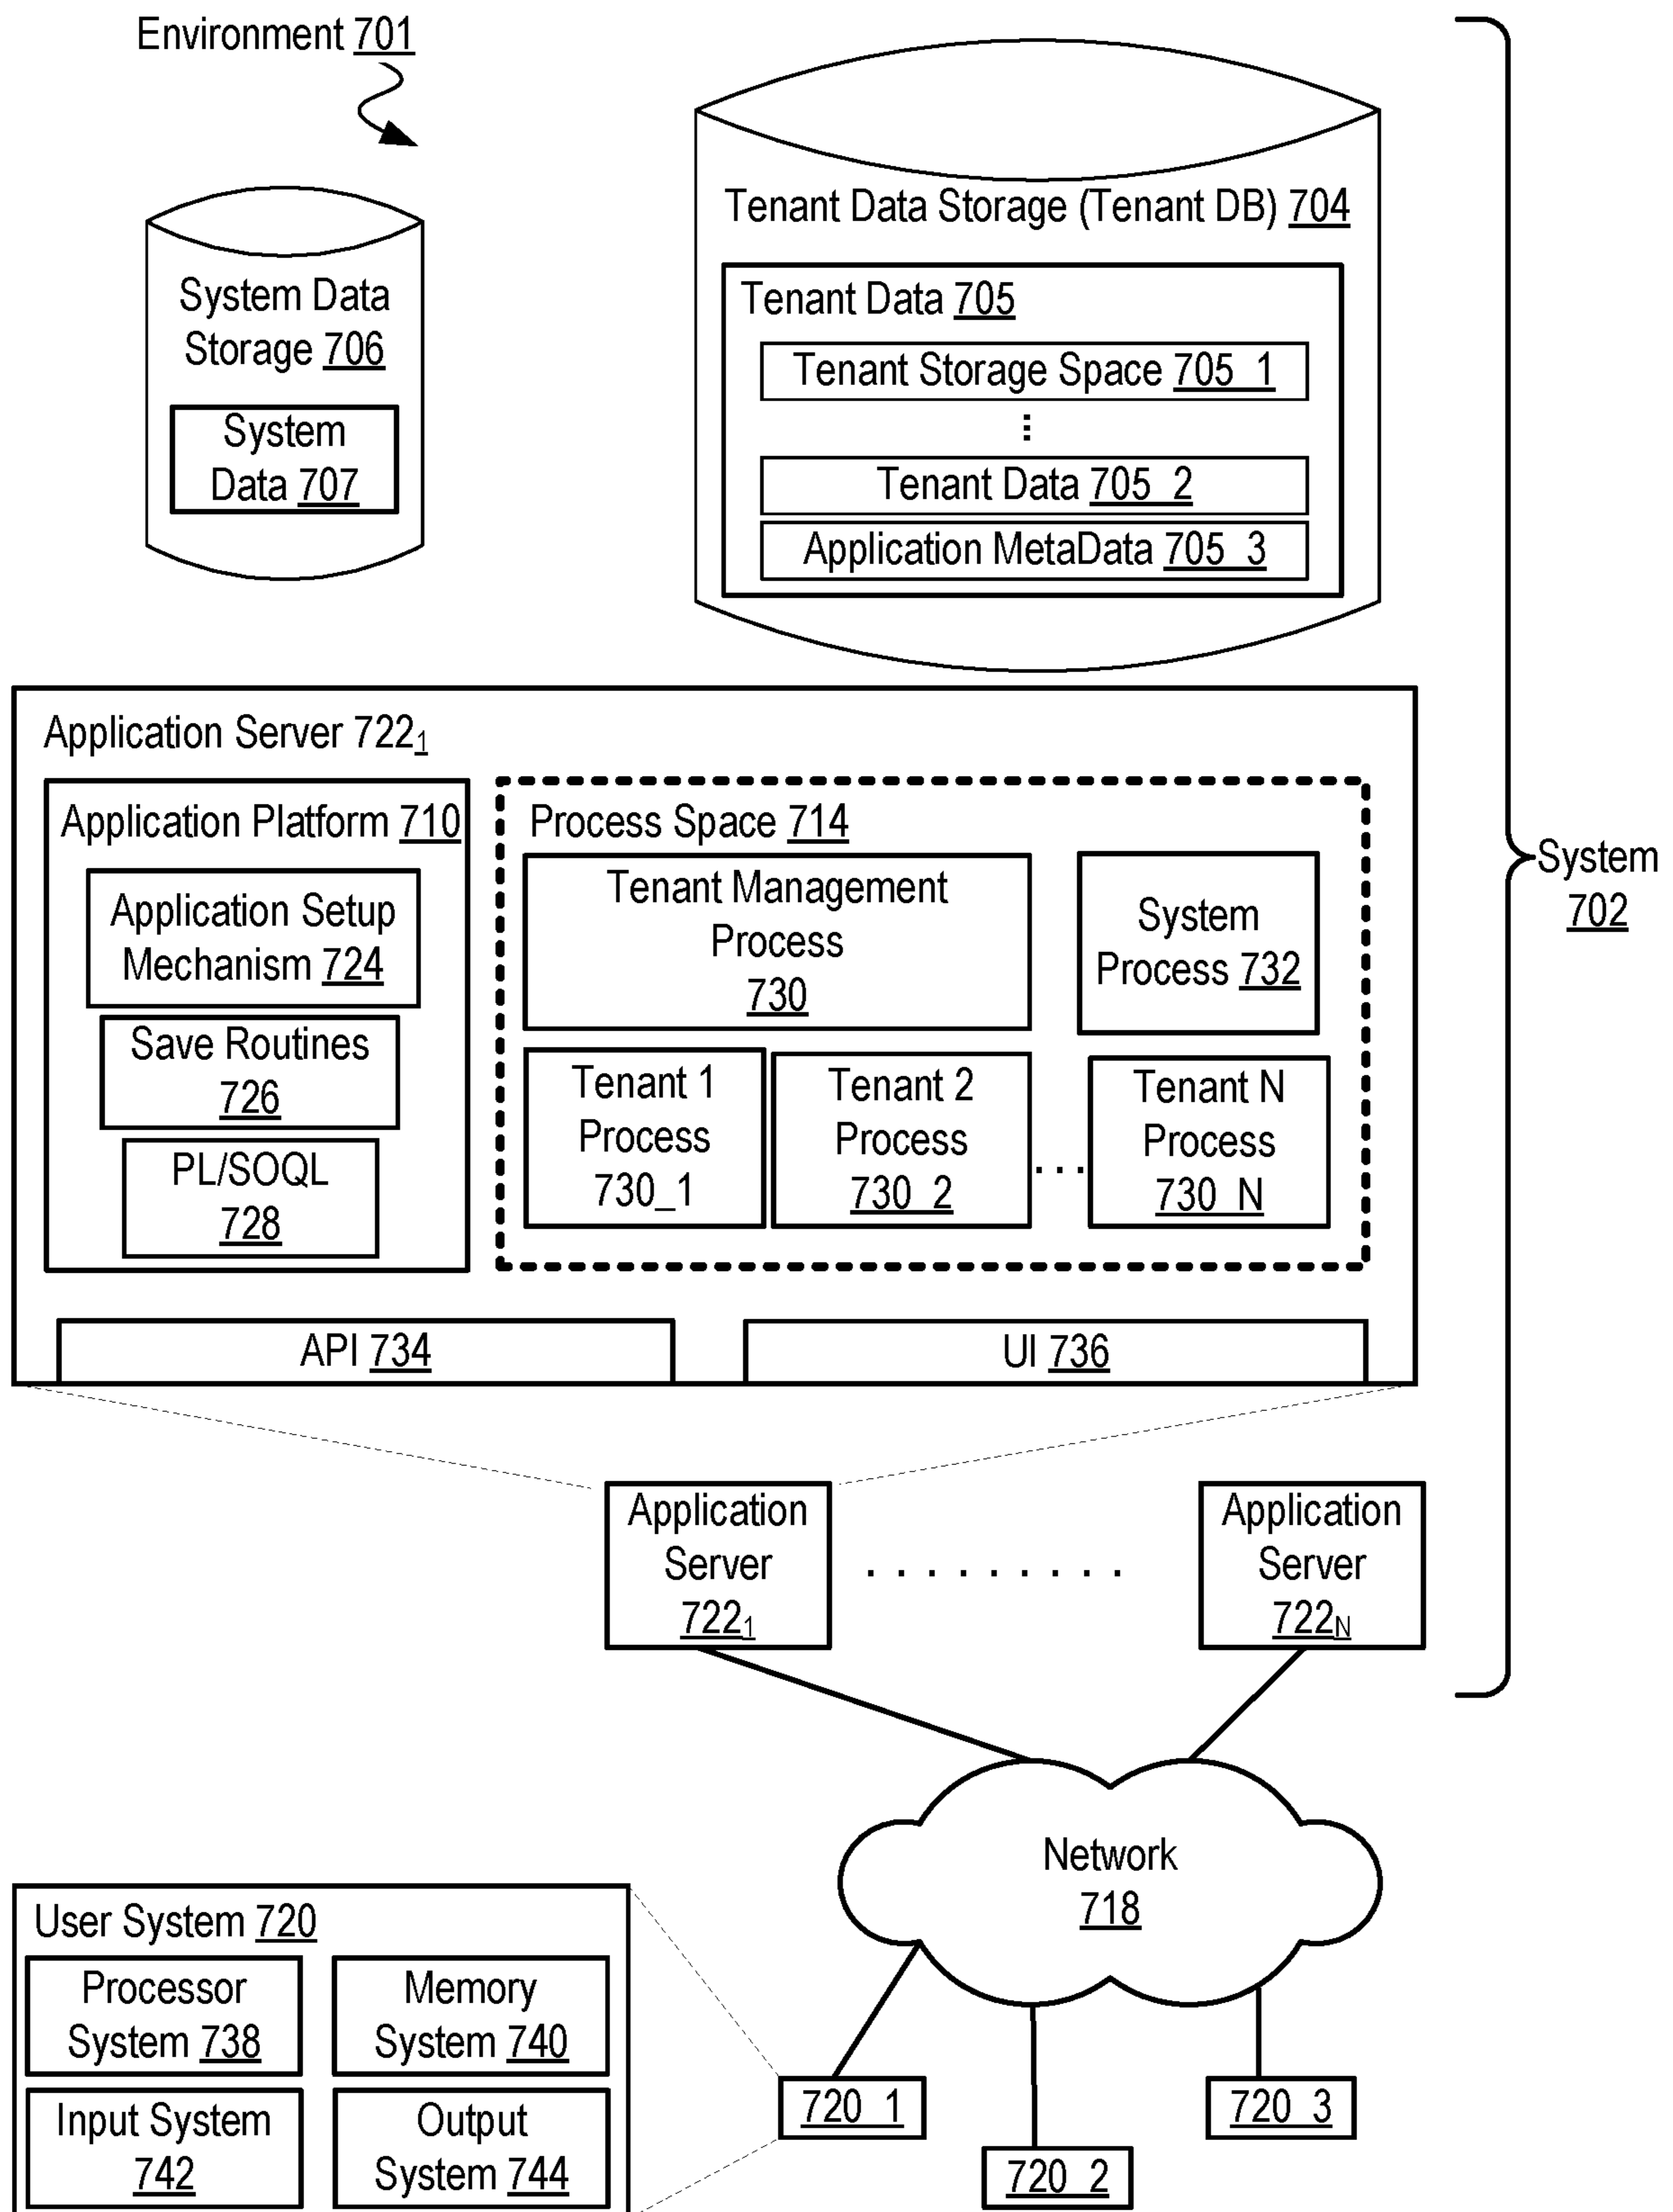 Environment 701
Tenant Data Storage (Tenant DB) 704
System Data
Storage 706
System
Data 707
Tenant Data 705
Tenant Storage Space 705_1
⋮
Tenant Data 705_2
Application MetaData 705_3
System
702
Application Server 722₁
Application Platform 710
Application Setup
Mechanism 724
Save Routines
726
PL/SOQL
728
Process Space 714
Tenant Management
Process
730
System
Process 732
Tenant 1
Process
730_1
Tenant 2
Process
730_2
...
Tenant N
Process
730_N
API 734
UI 736
Application
Server
722₁
. . . . . . . . .
Application
Server
722N
Network
718
User System 720
Processor
System 738
Memory
System 740
Input System
742
Output
System 744
720_1
720_2
720_3